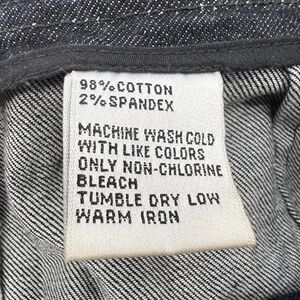 98% COTTON
2% SPANDEX
MACHINE WASH COLD
WITH LIKE COLORS
ONLY NON-CHLORINE
BLEACH
TUMBLE DRY LOW
WARM IRON